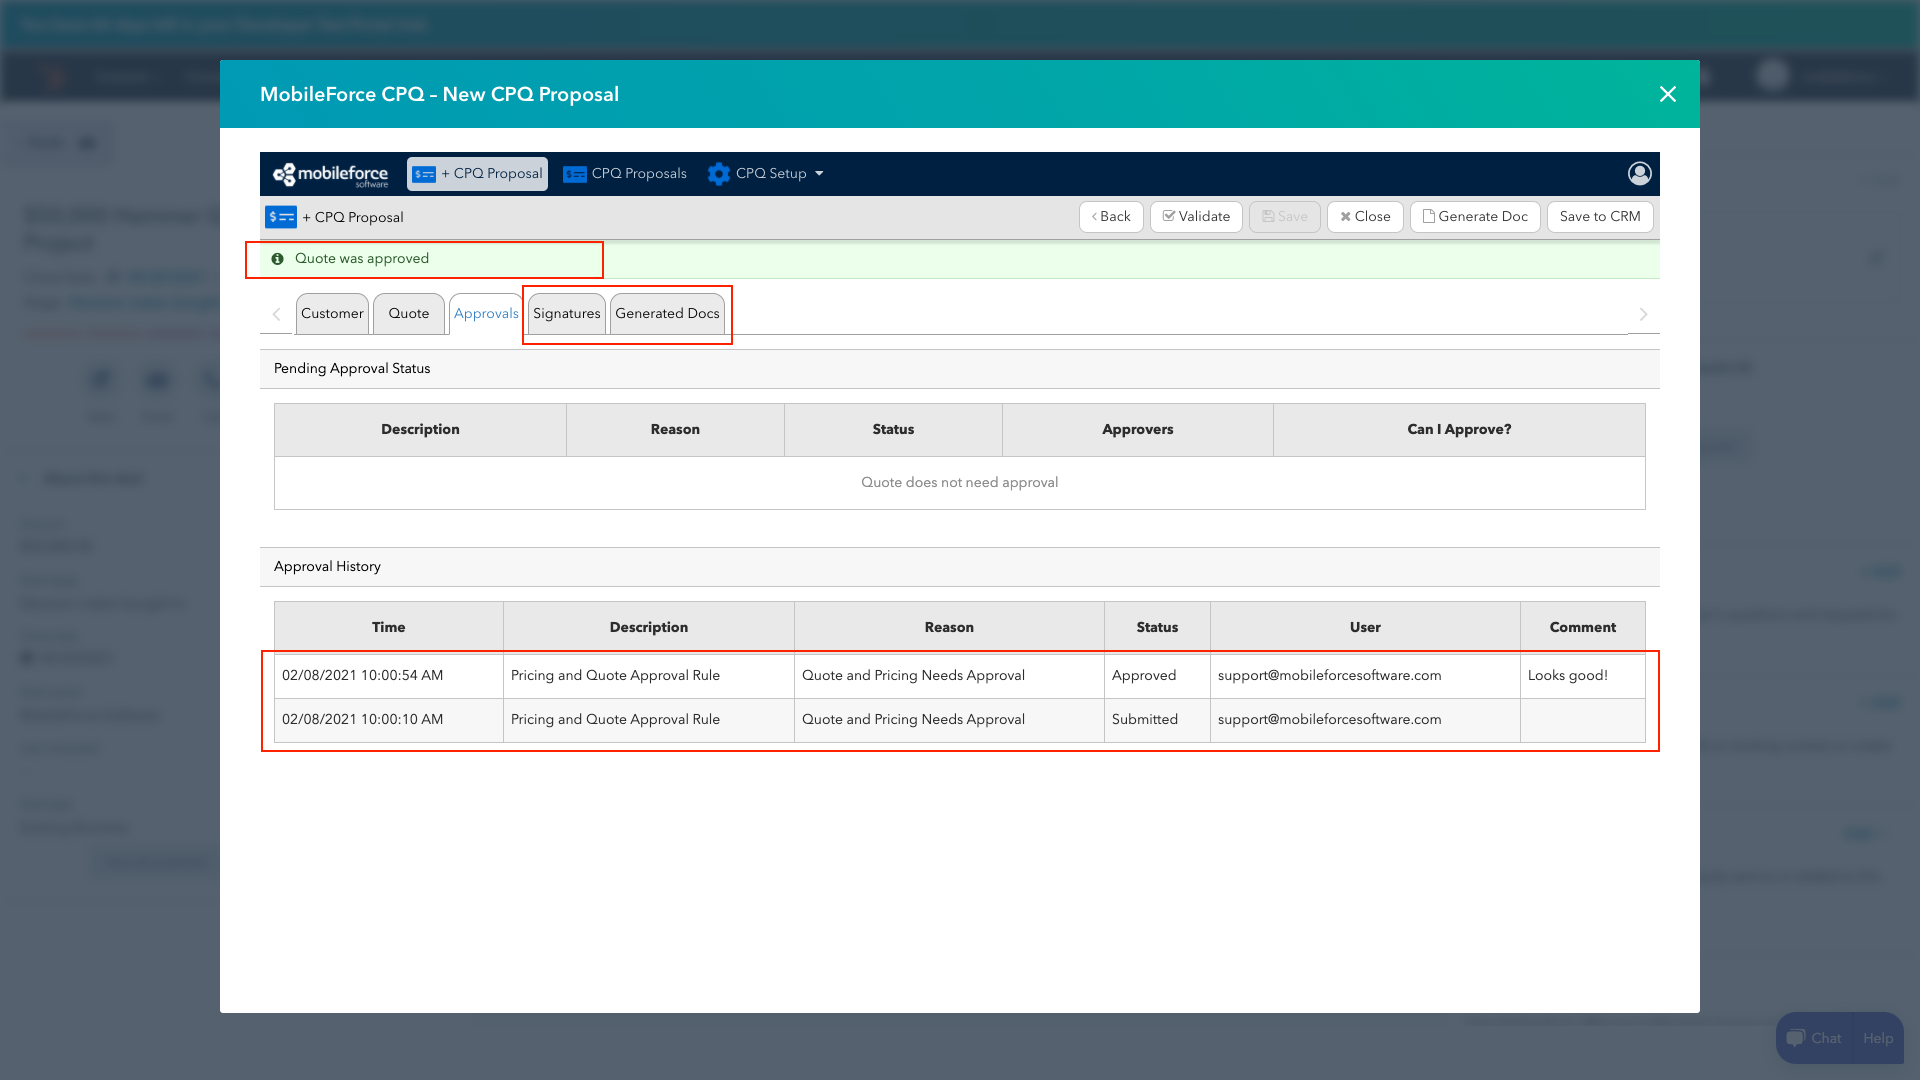 MobileForce CPQ – New CPQ Proposal
mobileforce software + CPQ Proposal CPQ Proposals CPQ Setup
+ CPQ Proposal Back Validate Save Close Generate Doc Save to CRM
Quote was approved
Customer Quote Approvals Signatures Generated Docs
Pending Approval Status
Description Reason Status Approvers Can I Approve?
Quote does not need approval
Approval History
Time Description Reason Status User Comment
02/08/2021 10:00:54 AM Pricing and Quote Approval Rule Quote and Pricing Needs Approval Approved support@mobileforcesoftware.com Looks good!
02/08/2021 10:00:10 AM Pricing and Quote Approval Rule Quote and Pricing Needs Approval Submitted support@mobileforcesoftware.com
Chat Help